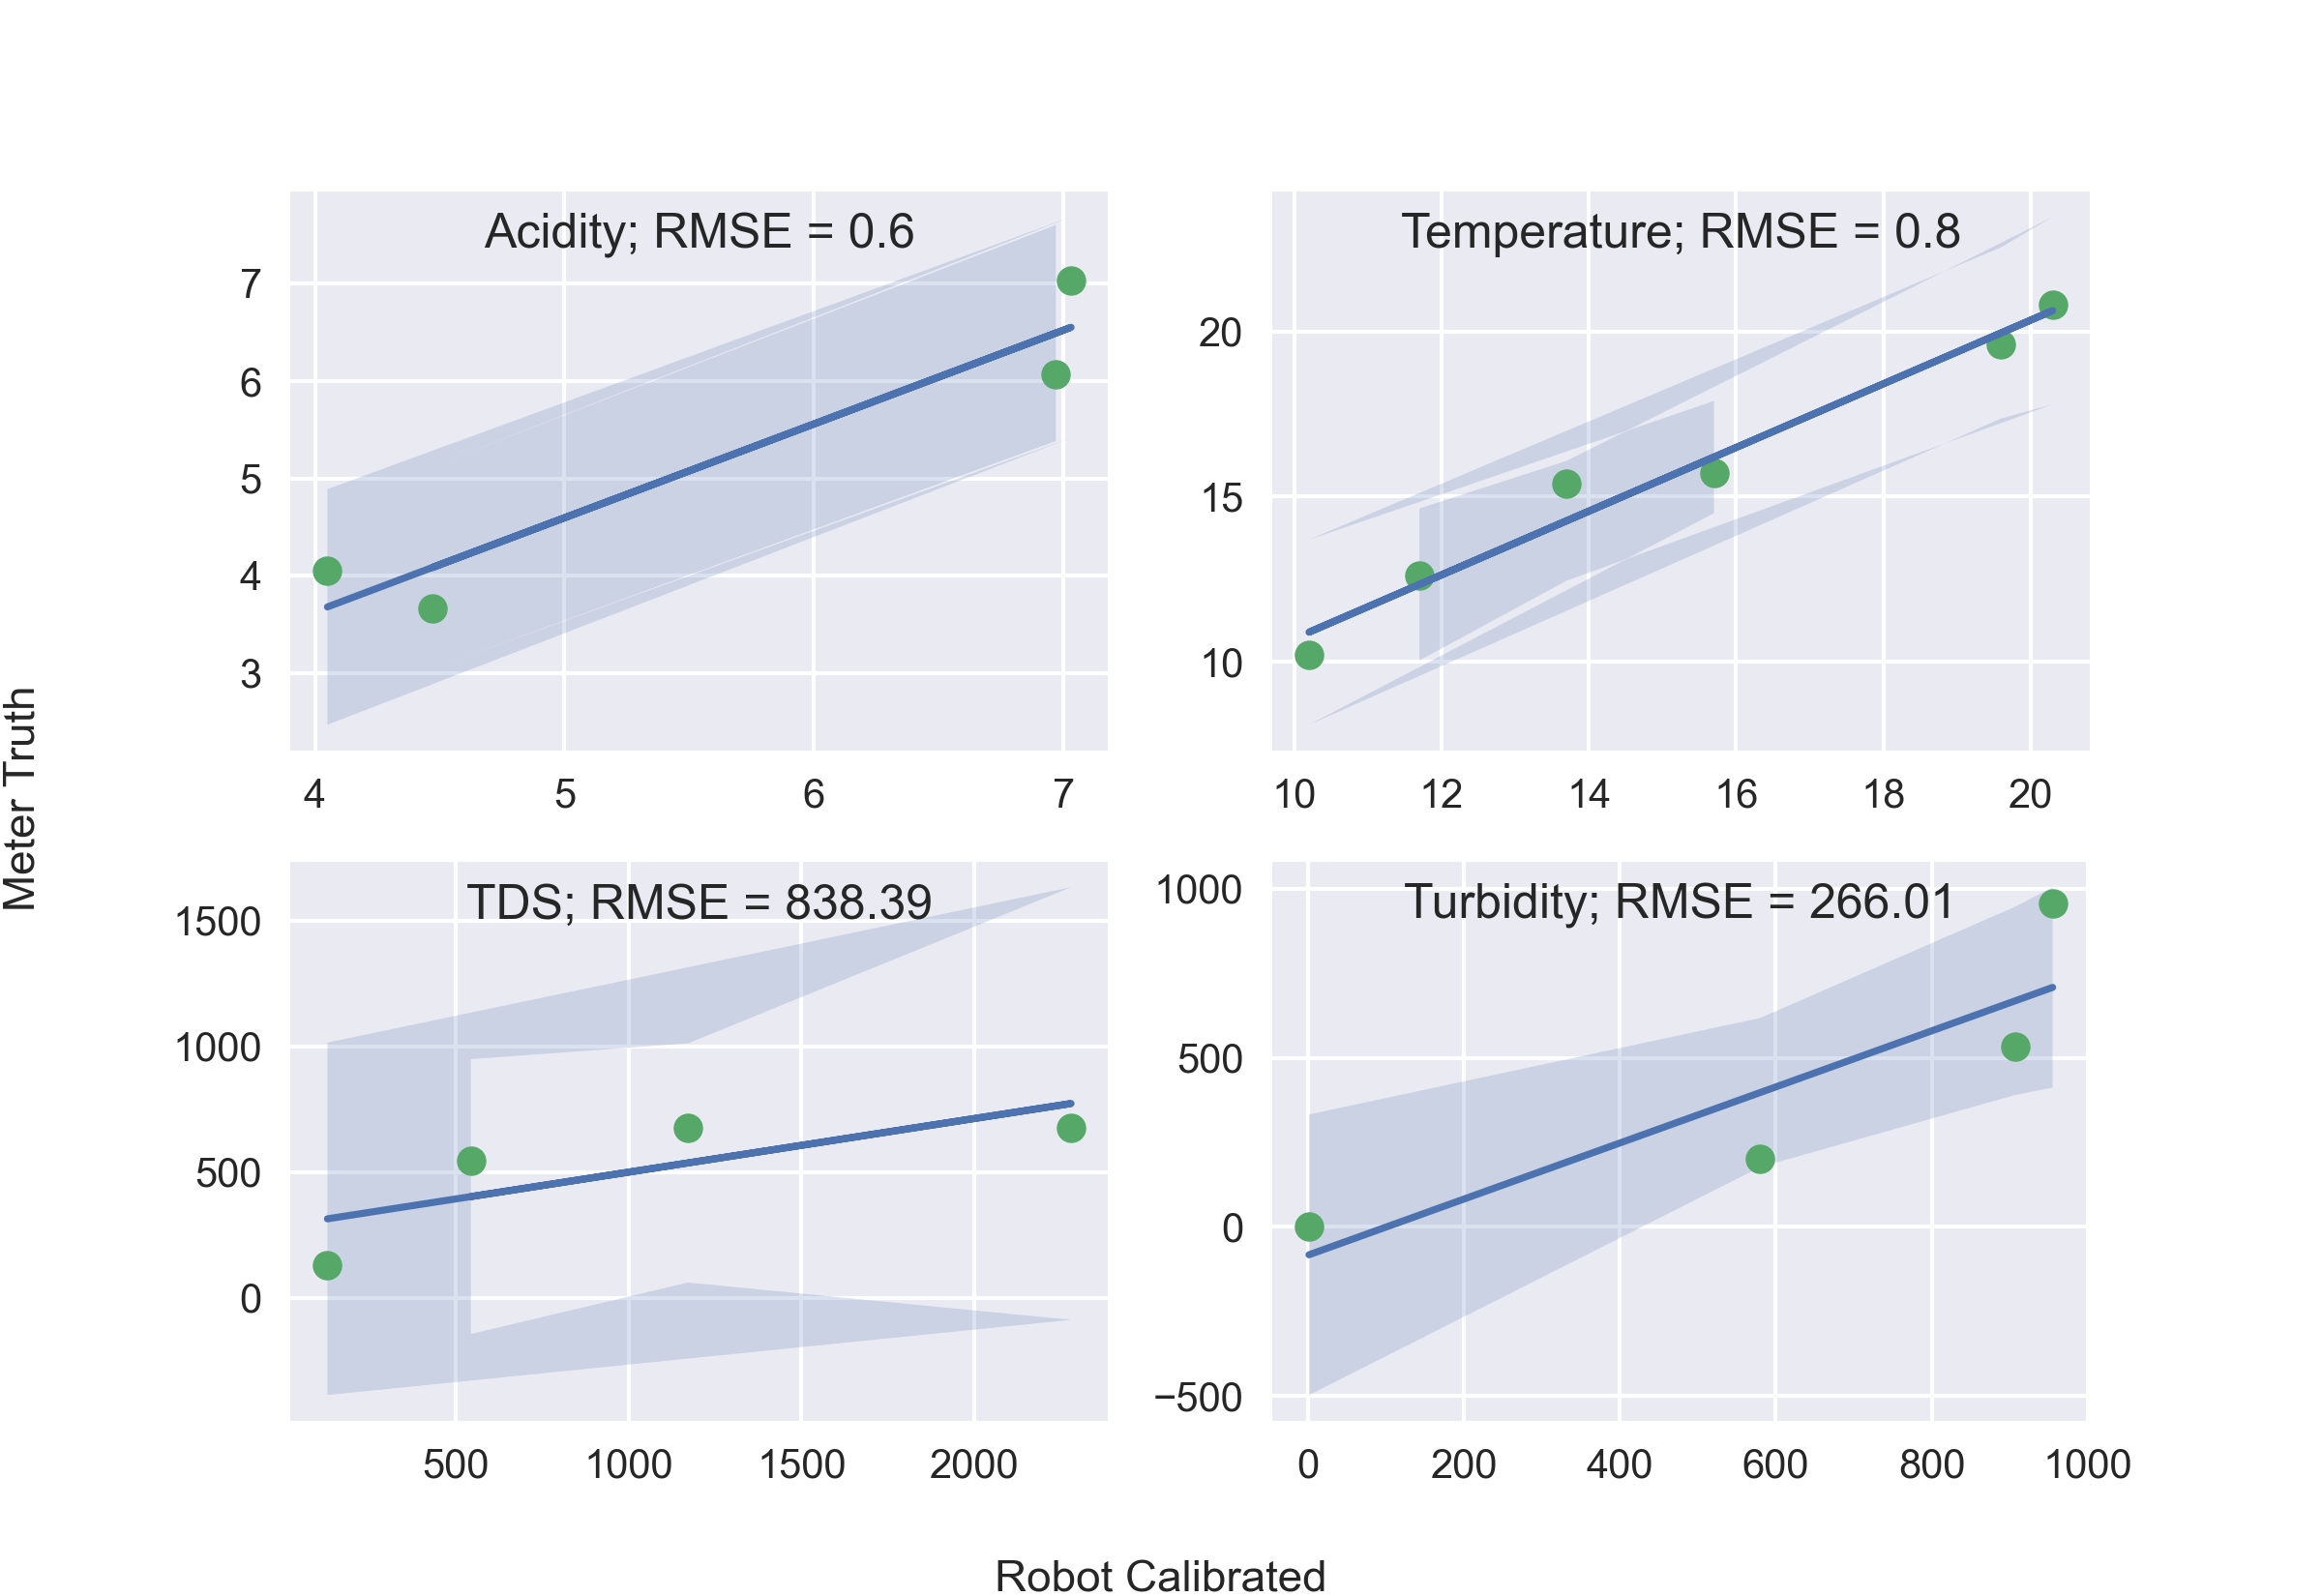 Acidity; RMSE = 0.6
7
6
5
4
3
4 5 6 7
Temperature; RMSE = 0.8
20
15
10
10 12 14 16 18 20
Meter Truth
TDS; RMSE = 838.39
1500
1000
500
0
500 1000 1500 2000
Turbidity; RMSE = 266.01
1000
500
0
−500
0 200 400 600 800 1000
Robot Calibrated